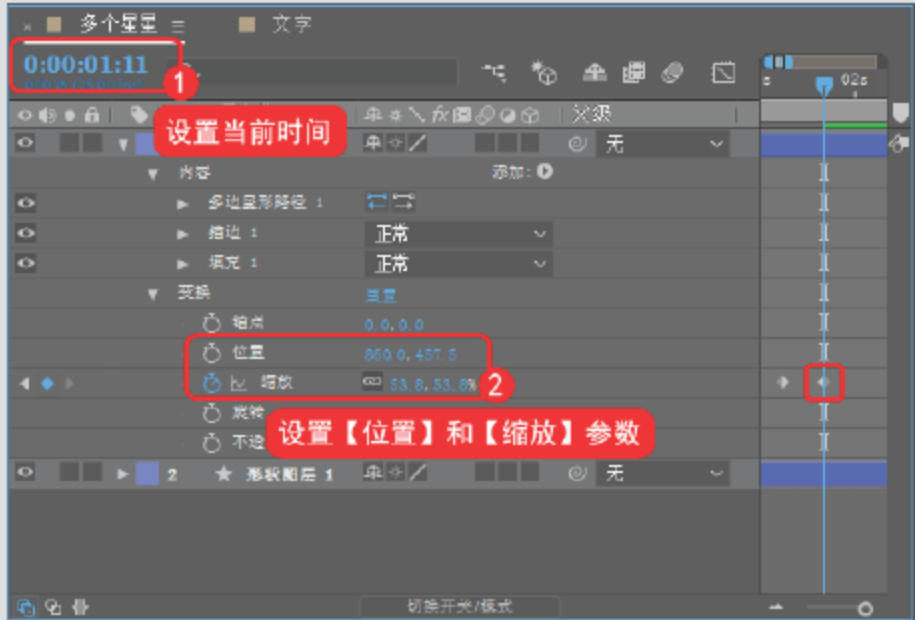 多个星星 文字
0:00:01:11
1
02s
设置当前时间
父级
无
内容 添加:
多边星形路径 1
描边 1 正常
填充 1 正常
变换 重置
锚点 0.0,0.0
位置 860.0,457.5
缩放 53.8,53.8%
2
旋转
设置【位置】和【缩放】参数
不透
2 形状图层 1 无
切换开关/模式